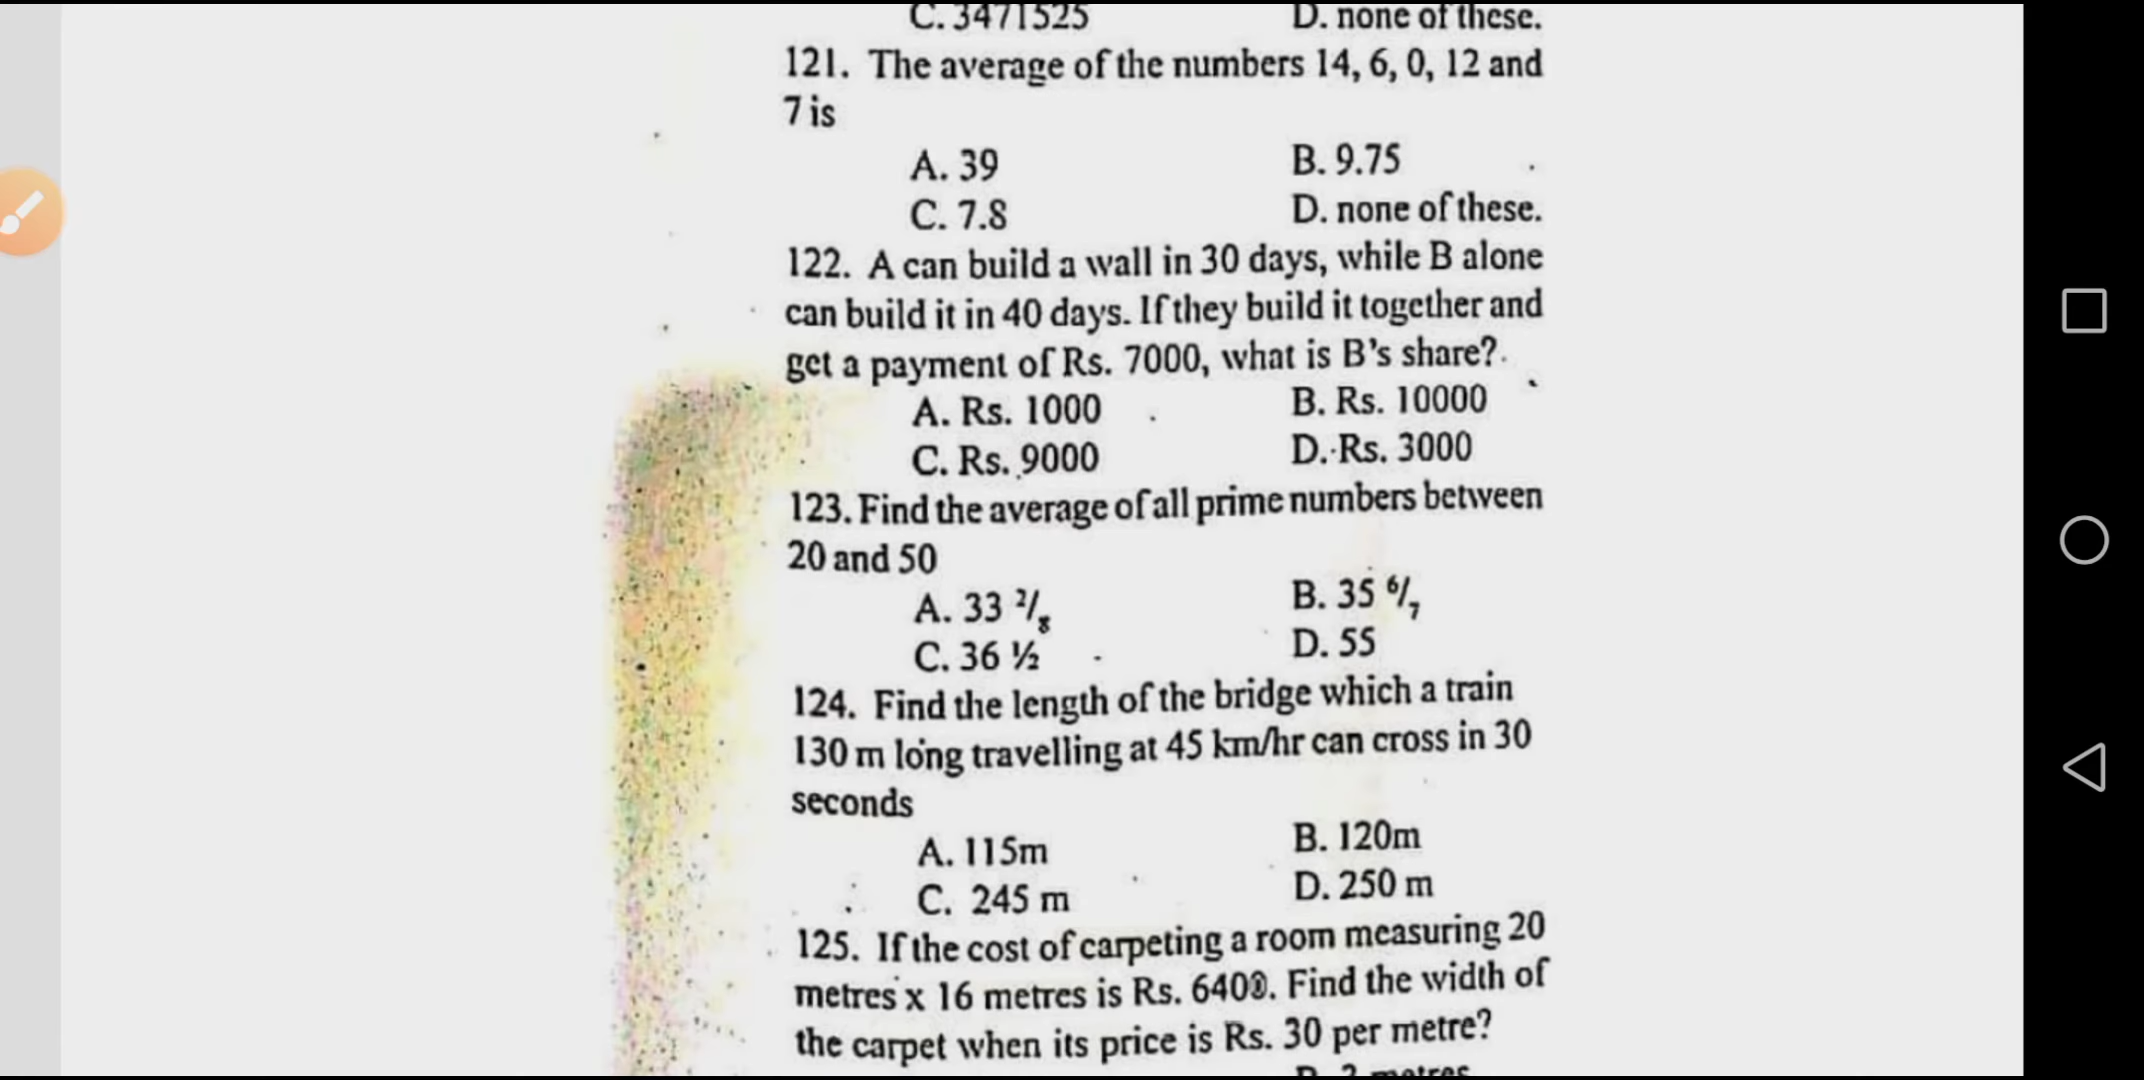 C. 3471525 D. none of these.
121. The average of the numbers 14, 6, 0, 12 and
7 is
A. 39 B. 9.75
C. 7.8 D. none of these.
122. A can build a wall in 30 days, while B alone
can build it in 40 days. If they build it together and
get a payment of Rs. 7000, what is B's share?
A. Rs. 1000 B. Rs. 10000
C. Rs. 9000 D. Rs. 3000
123. Find the average of all prime numbers between
20 and 50
A. 33 2/8 B. 35 6/7
C. 36 ½ D. 55
124. Find the length of the bridge which a train
130 m long travelling at 45 km/hr can cross in 30
seconds
A. 115m B. 120m
C. 245 m D. 250 m
125. If the cost of carpeting a room measuring 20
metres x 16 metres is Rs. 6400. Find the width of
the carpet when its price is Rs. 30 per metre?
2 metres